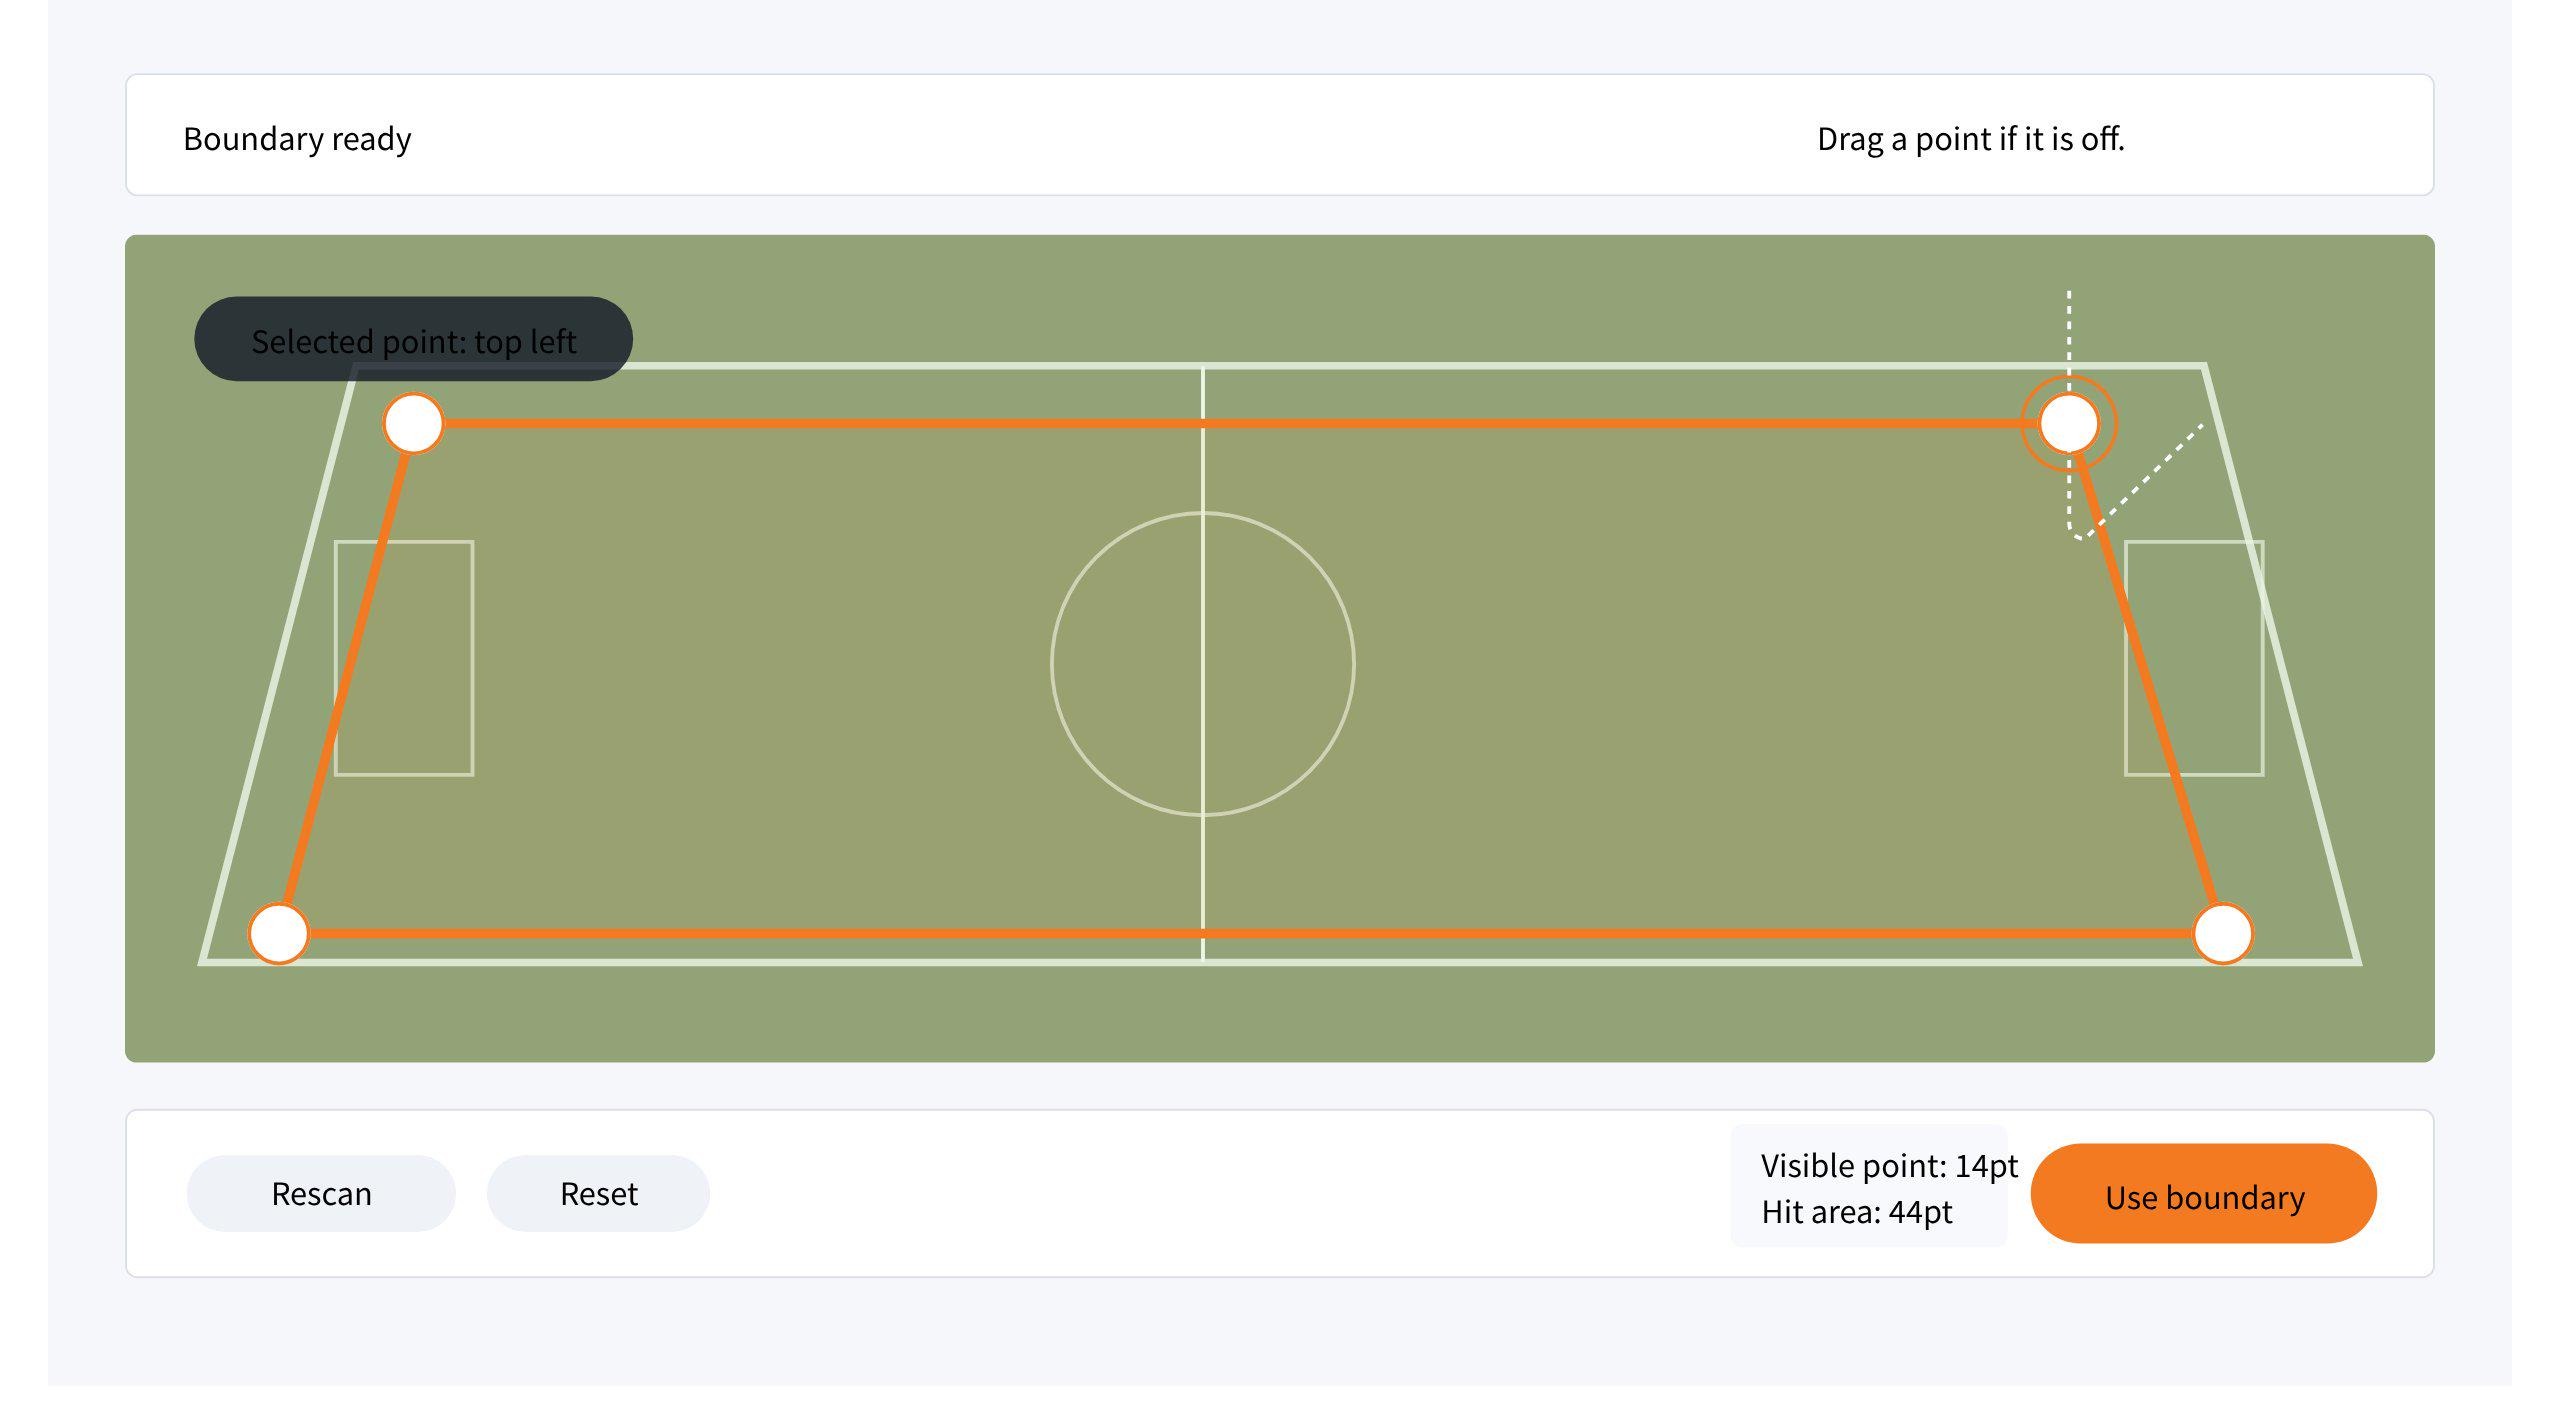 Boundary ready
Drag a point if it is off.
Selected point: top left
Rescan
Reset
Visible point: 14pt
Hit area: 44pt
Use boundary